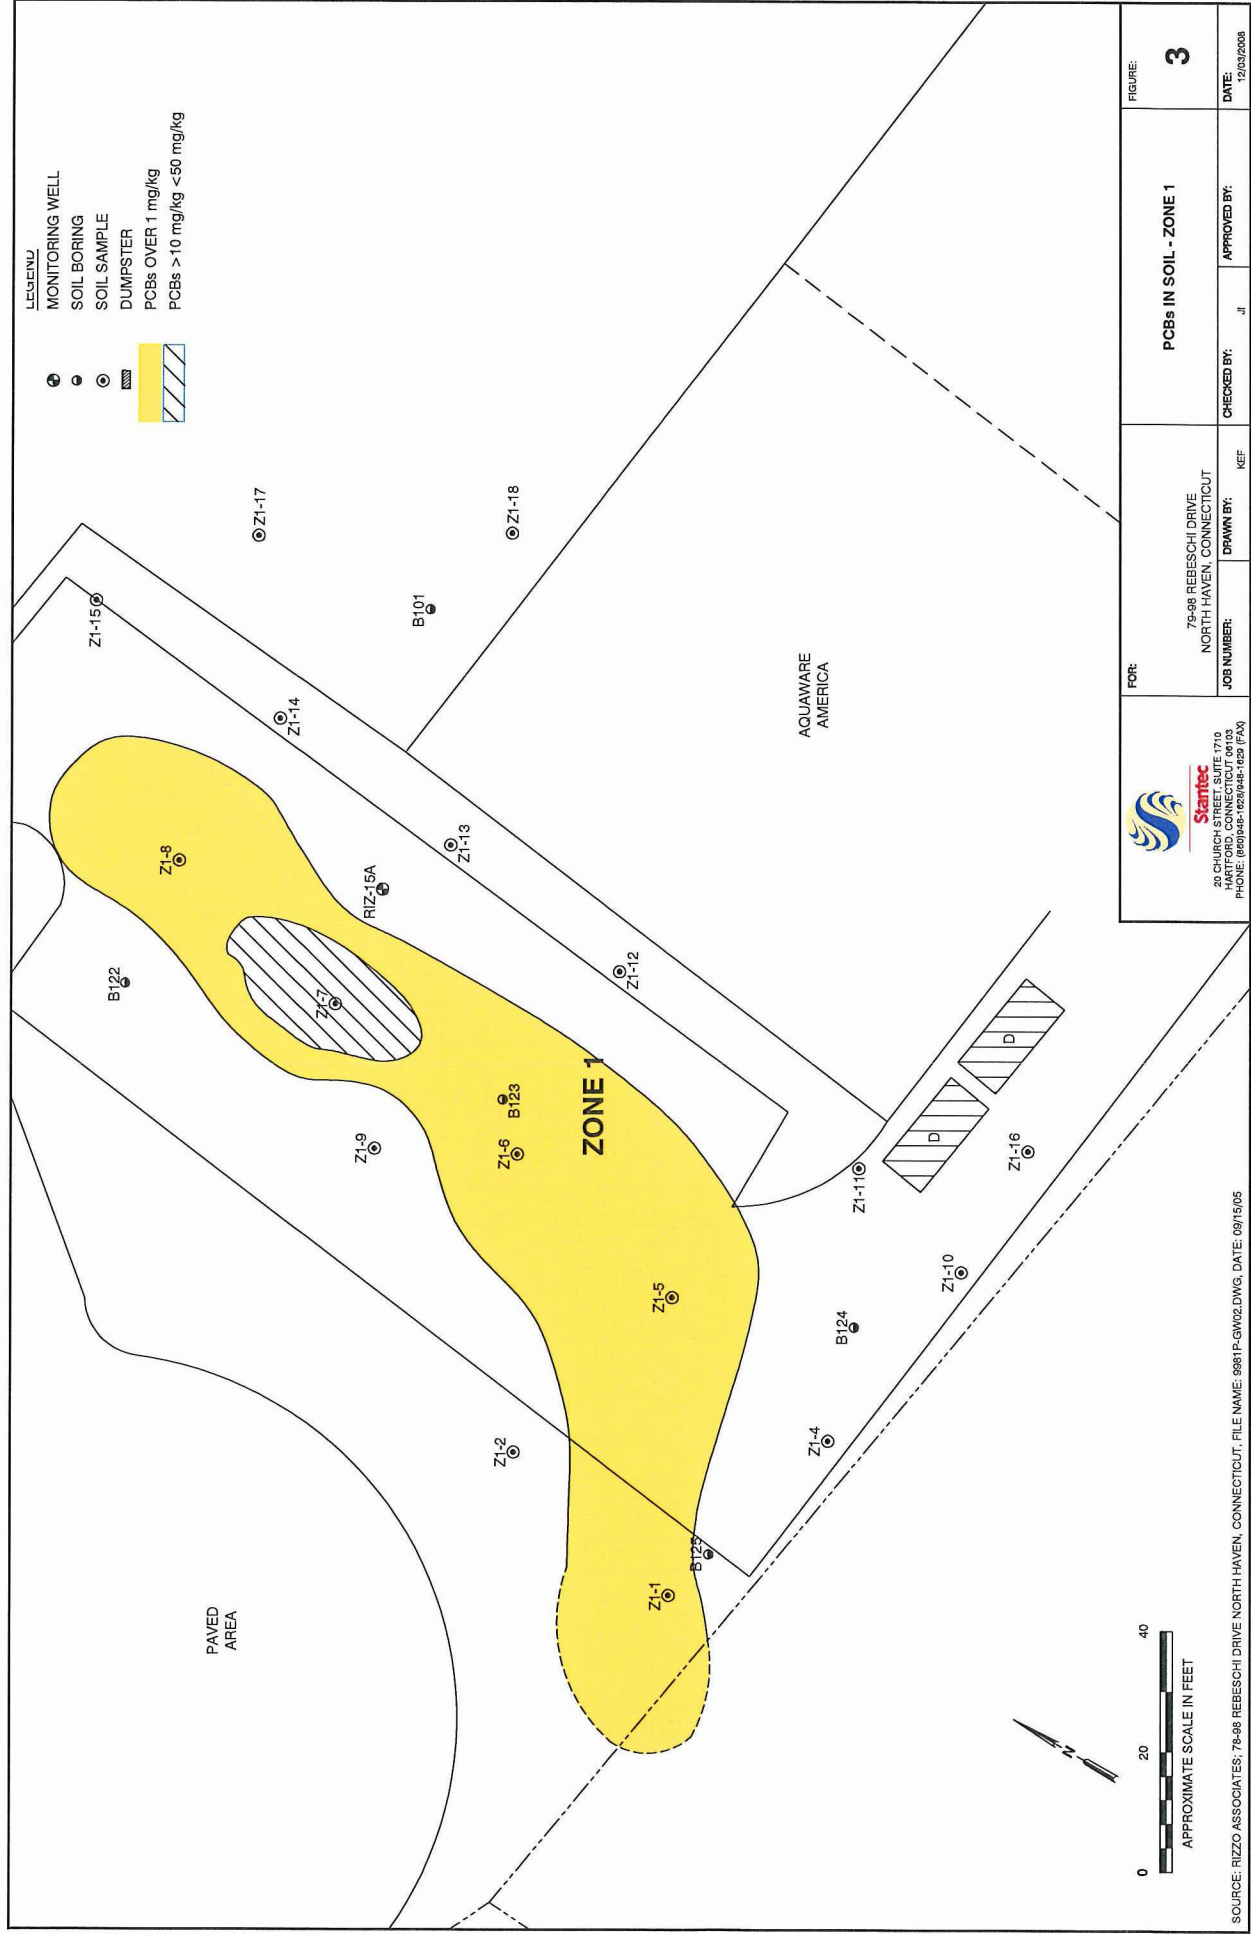 LEGEND
MONITORING WELL
SOIL BORING
SOIL SAMPLE
DUMPSTER
PCBs OVER 1 mg/kg
PCBs > 10 mg/kg <50 mg/kg
PAVED
AREA
Z1-15
Z1-17
Z1-14
Z1-18
B101
Z1-8
B122
RIZ-15A
Z1-13
Z1-7
Z1-9
Z1-12
B123
Z1-6
ZONE 1
AQUAWARE
AMERICA
Z1-2
Z1-5
Z1-11
D
D
Z1-1
B125
Z1-4
B124
Z1-10
Z1-16
N
0 20 40
APPROXIMATE SCALE IN FEET
SOURCE: RIZZO ASSOCIATES; 78-98 REBESCHI DRIVE NORTH HAVEN, CONNECTICUT, FILE NAME: 9981P-GW02.DWG, DATE: 09/15/05
Stantec
20 CHURCH STREET, SUITE 1710
HARTFORD, CONNECTICUT 06103
PHONE: (860)948-1628/948-1629 (FAX)
FOR:
79-98 REBESCHI DRIVE
NORTH HAVEN, CONNECTICUT
PCBs IN SOIL - ZONE 1
FIGURE:
3
JOB NUMBER:
DRAWN BY: KEF
CHECKED BY: JI
APPROVED BY:
DATE: 12/03/2008